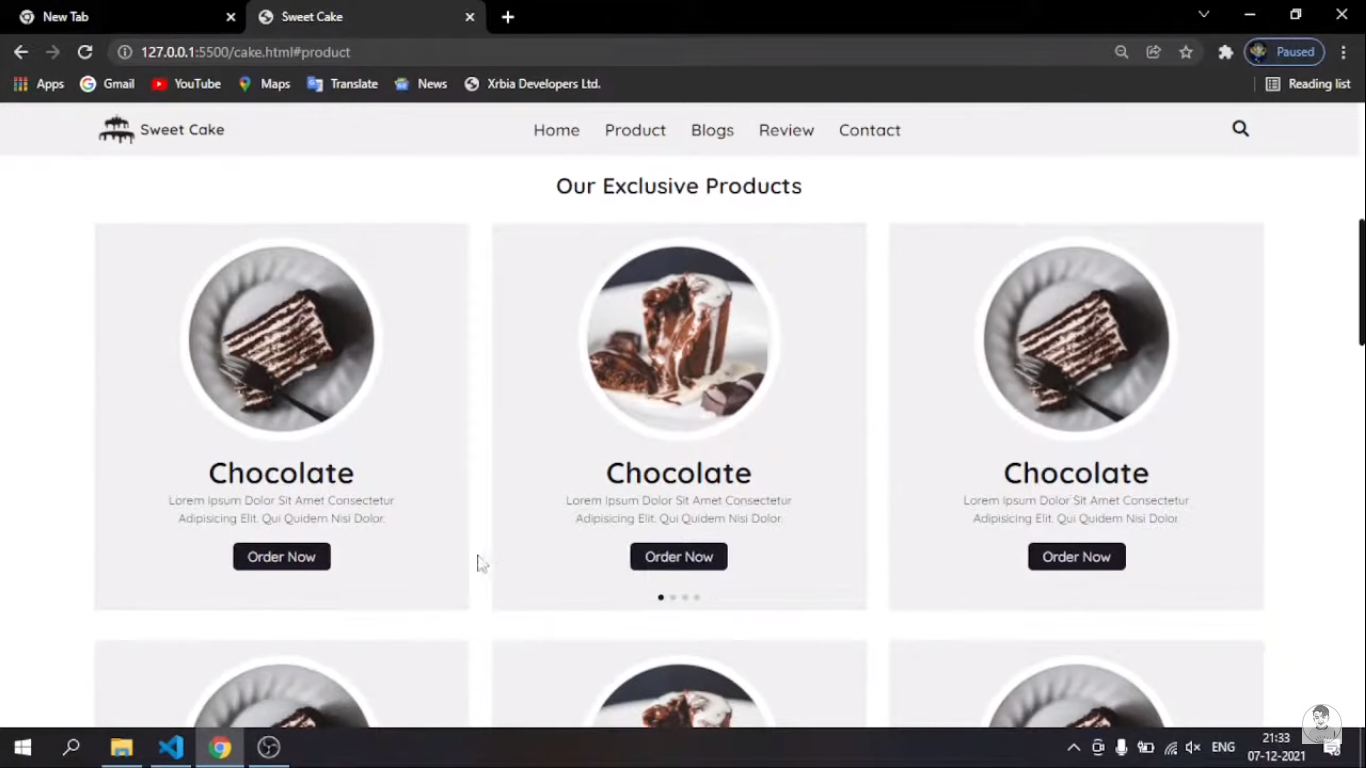 New Tab
Sweet Cake
127.0.0.1:5500/cake.html#product
Paused
Apps
Gmail
YouTube
Maps
Translate
News
Xrbia Developers Ltd.
Reading list
Sweet Cake
Home
Product
Blogs
Review
Contact
Our Exclusive Products
Chocolate
Lorem Ipsum Dolor Sit Amet Consectetur
Adipisicing Elit. Qui Quidem Nisi Dolor.
Order Now
Chocolate
Lorem Ipsum Dolor Sit Amet Consectetur
Adipisicing Elit. Qui Quidem Nisi Dolor.
Order Now
Chocolate
Lorem Ipsum Dolor Sit Amet Consectetur
Adipisicing Elit. Qui Quidem Nisi Dolor.
Order Now
ENG
21:33
07-12-2021